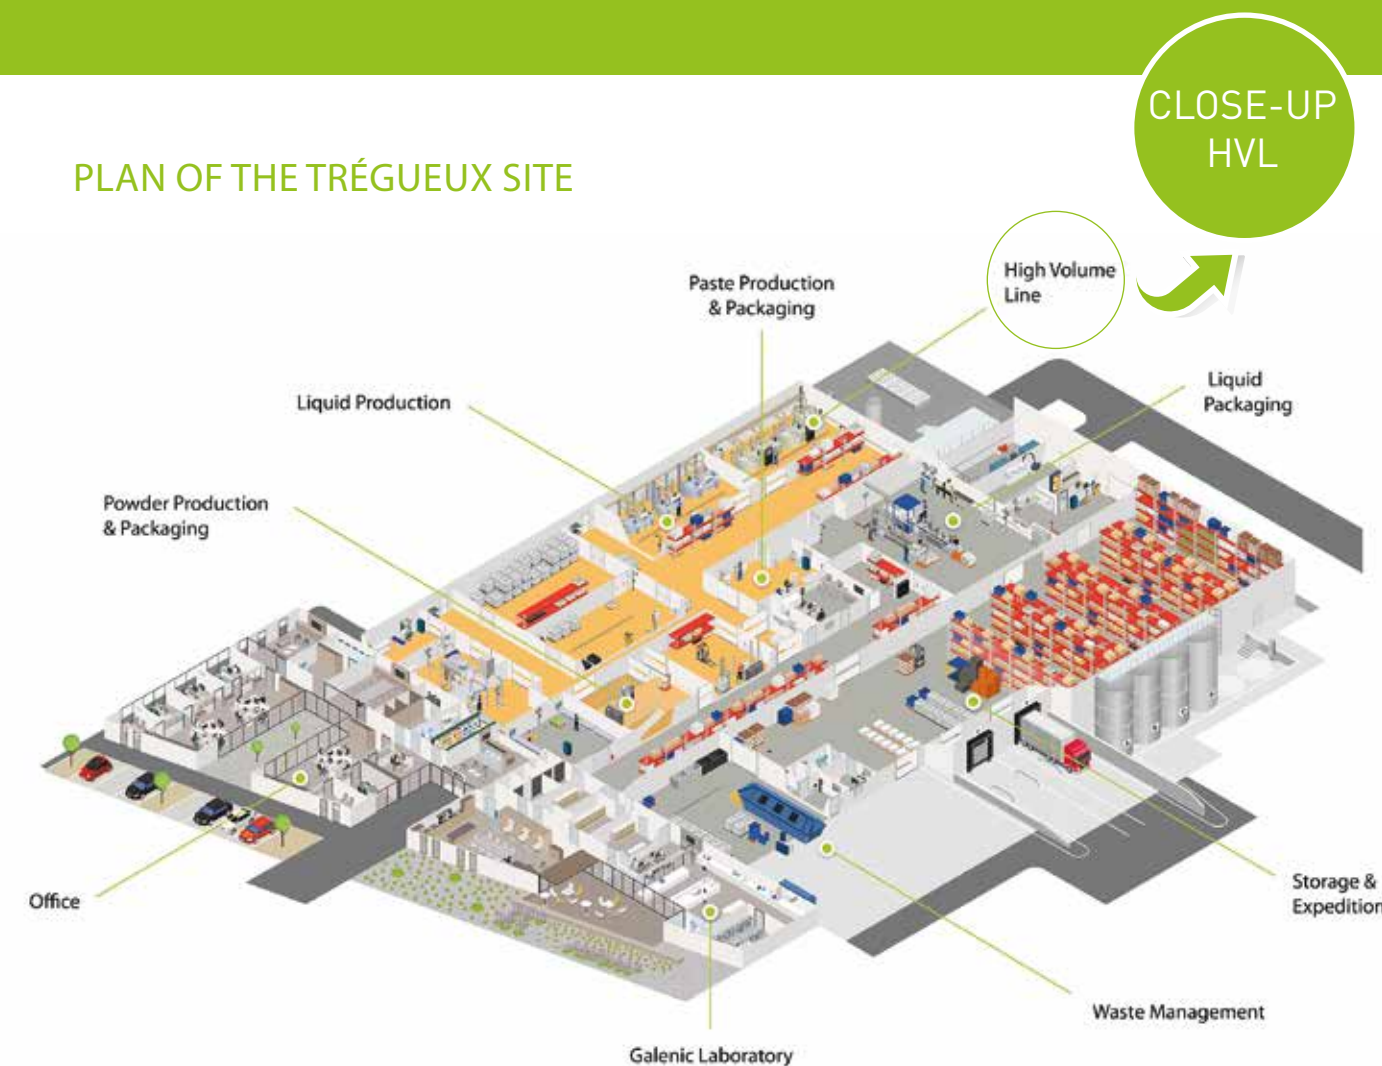 CLOSE-UP
HVL
PLAN OF THE TRÉGUEUX SITE
High Volume
Line
Paste Production
& Packaging
Liquid
Packaging
Liquid Production
Powder Production
& Packaging
Office
Storage &
Expedition
Waste Management
Galenic Laboratory